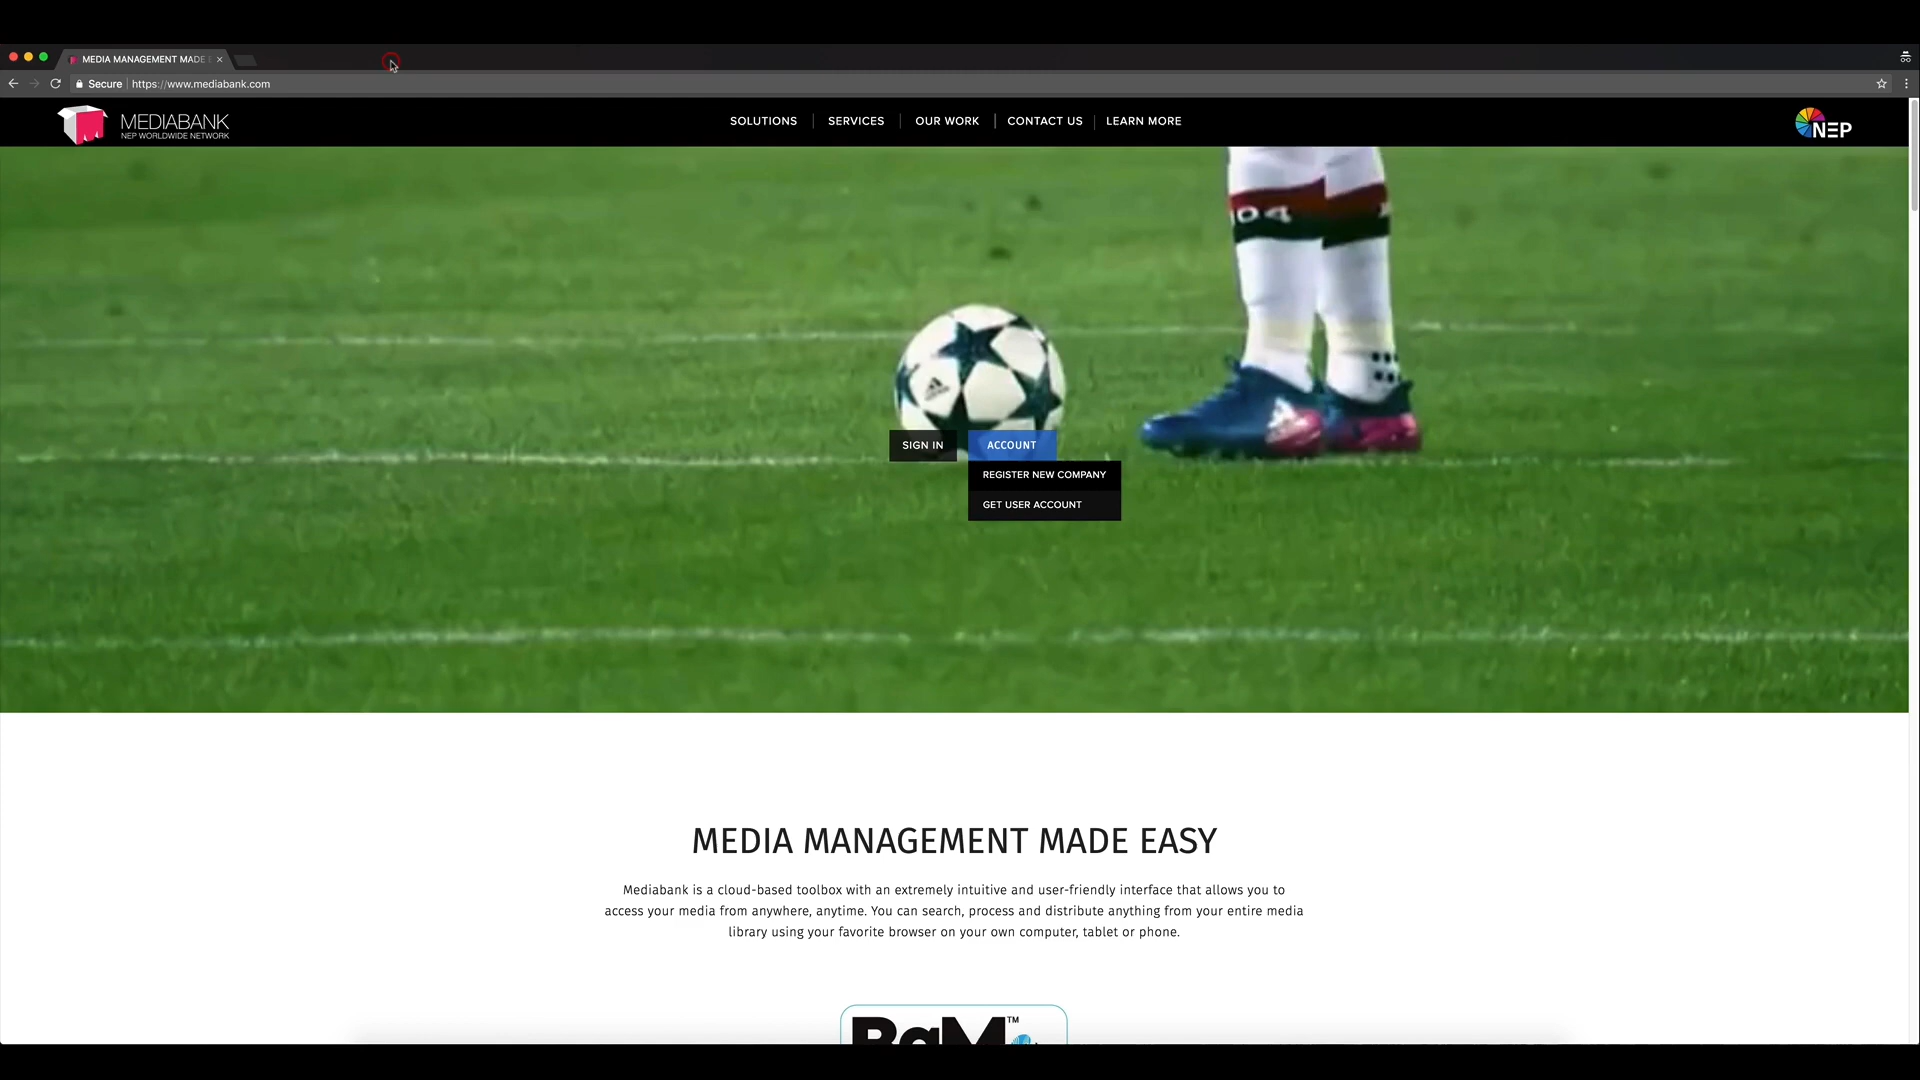 MEDIA MANAGEMENT MADE
Secure https://www.mediabank.com
MEDIABANK
NEP WORLDWIDE NETWORK
SOLUTIONS
SERVICES
OUR WORK
CONTACT US
LEARN MORE
NEP
04
SIGN IN
ACCOUNT
REGISTER NEW COMPANY
GET USER ACCOUNT
MEDIA MANAGEMENT MADE EASY
Mediabank is a cloud-based toolbox with an extremely intuitive and user-friendly interface that allows you to
access your media from anywhere, anytime. You can search, process and distribute anything from your entire media
library using your favorite browser on your own computer, tablet or phone.
BaM™